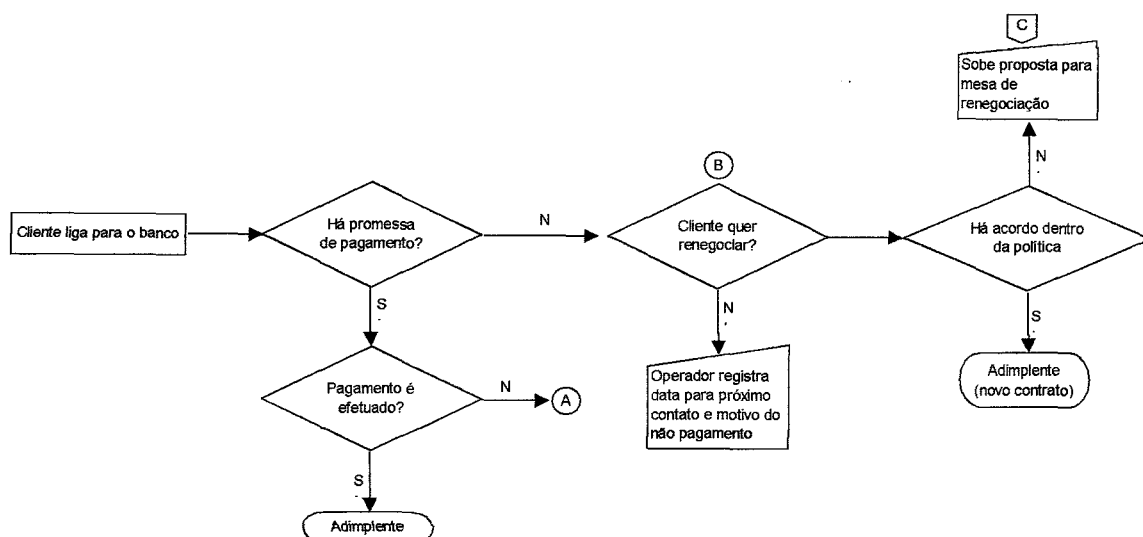 C
Sobe proposta para
mesa de
renegociação
N
B
Cliente liga para o banco
Há promessa
de pagamento?
N
Cliente quer
renegociar?
Há acordo dentro
da política
S
N
S
Pagamento é
efetuado?
N
A
Operador registra
data para próximo
contato e motivo do
não pagamento
Adimplente
(novo contrato)
S
Adimplente